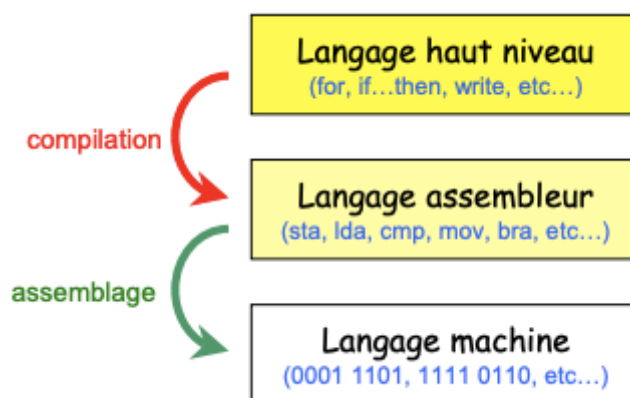 Langage haut niveau
(for, if...then, write, etc...)
compilation
Langage assembleur
(sta, lda, cmp, mov, bra, etc...)
assemblage
Langage machine
(0001 1101, 1111 0110, etc...)